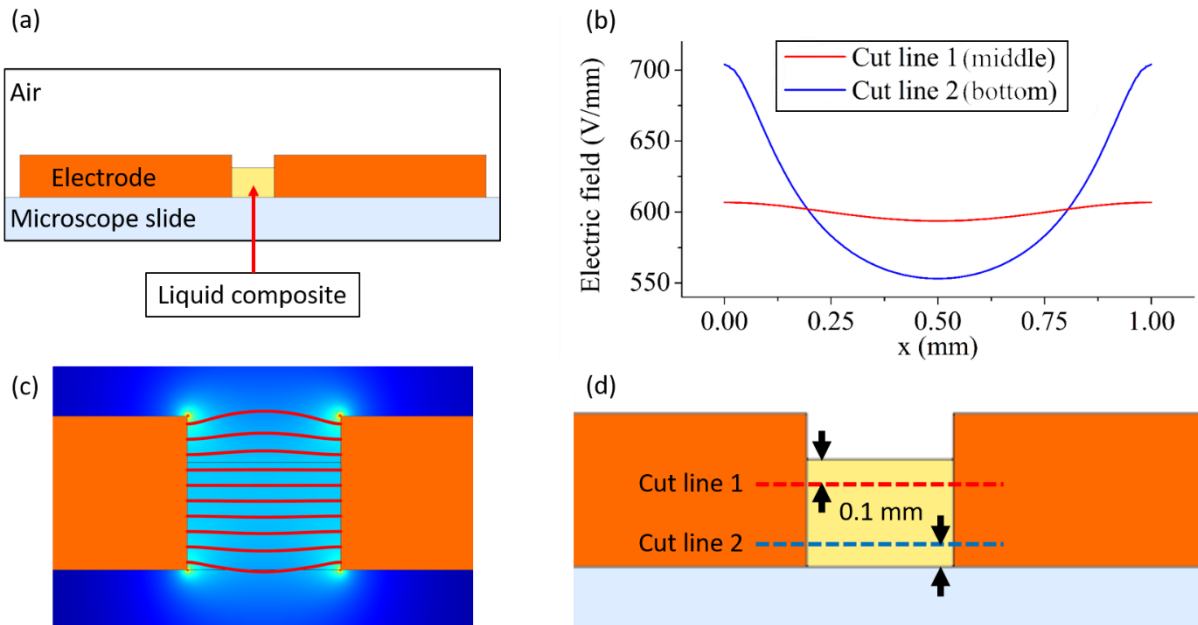 (a)
Air
Electrode
Microscope slide
Liquid composite
(b)
Cut line 1 (middle)
Cut line 2 (bottom)
Electric field (V/mm)
700
650
600
550
0.00 0.25 0.50 0.75 1.00
x (mm)
(c)
(d)
Cut line 1
0.1 mm
Cut line 2